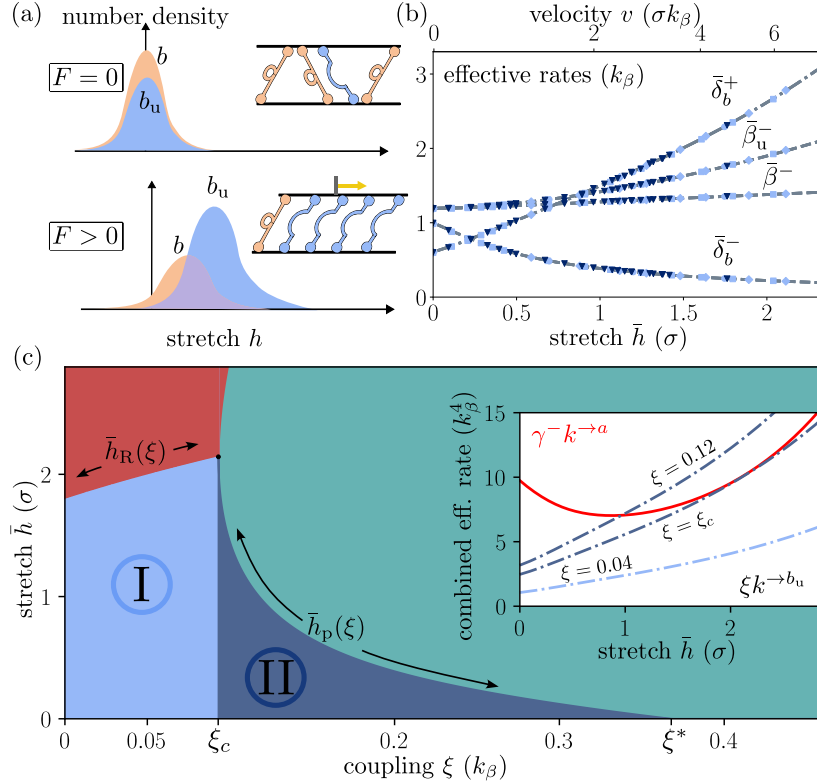 (a)
number density
F = 0
b
b_u
F > 0
b_u
b
stretch h
(b)
velocity v (σk_β)
0 2 4 6
effective rates (k_β)
3
2
1
0
δ̄_b^+
β̄_u^-
β̄^-
δ̄_b^-
0 0.5 1 1.5 2
stretch h̄ (σ)
(c)
stretch h̄ (σ)
2
1
0
h̄_R(ξ)
I
h̄_p(ξ)
II
0 0.05 ξ_c 0.2 0.3 ξ* 0.4
coupling ξ (k_β)
combined eff. rate (k_β^4)
15
10
5
0
γ^- k^{→a}
ξ = 0.12
ξ = ξ_c
ξ = 0.04
ξk^{→b_u}
0 1 2
stretch h̄ (σ)